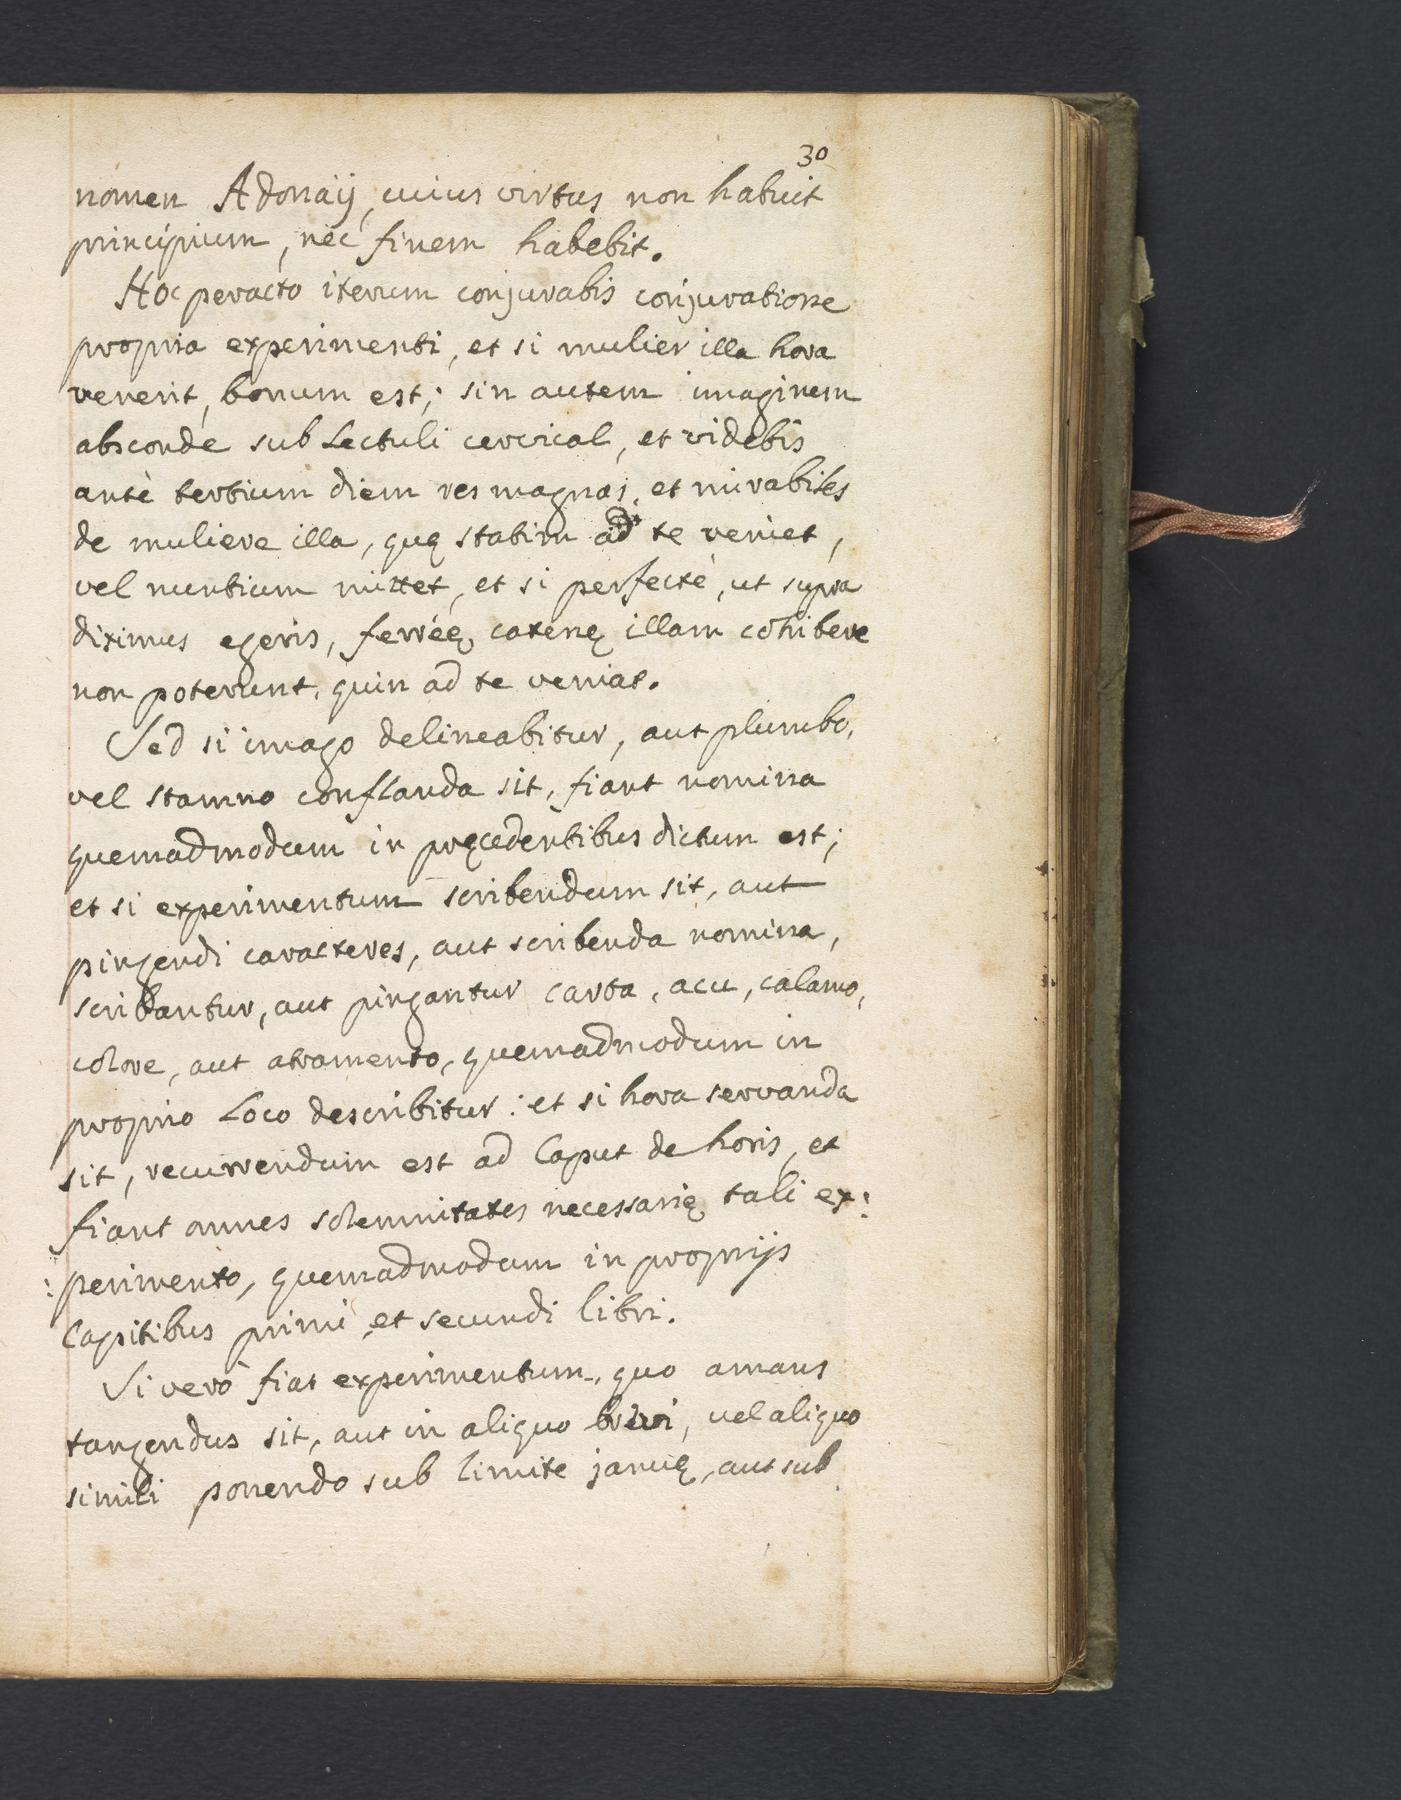 30
nomen Adonaÿ, cuius virtus non habuit
principium, nec finem habebit.
Hoc peracto iterum conjurabis conjuratione
propria experimenti, et si mulier illa hora
venerit, bonum est; sin autem imaginem
absconde sub Lectuli cervical, et videbis
antè tertium diem res magnas, et mirabiles
de muliere illa, quę statim ad te veniet,
vel nuntium mittet, et si perfectè, ut supra
diximus egeris, ferreę catenę illam cohibere
non poterunt, quin ad te veniat.
Sed si imago delineabitur, aut plumbo,
vel stamno conflanda sit, fiant nomina
quemadmodum in pręcedentibus dictum est;
et si experimentum scribendum sit, aut
pingendi caracteres, aut scribenda nomina,
scribantur, aut pingantur carta, acu, calamo,
colore, aut atramento, quemadmodum in
proprio Loco describitur: et si hora servanda
sit, recurrendum est ad Caput de horis, et
fiant omnes solemnitates necessarię tali ex:
:perimento, quemadmodum in proprijs
Capitibus primi et secundi libri.
Si verò fiat experimentum, quo amans
tangendus sit, aut in aliquo brevi, vel aliquo
simili ponendo sub limite januę, aut sub